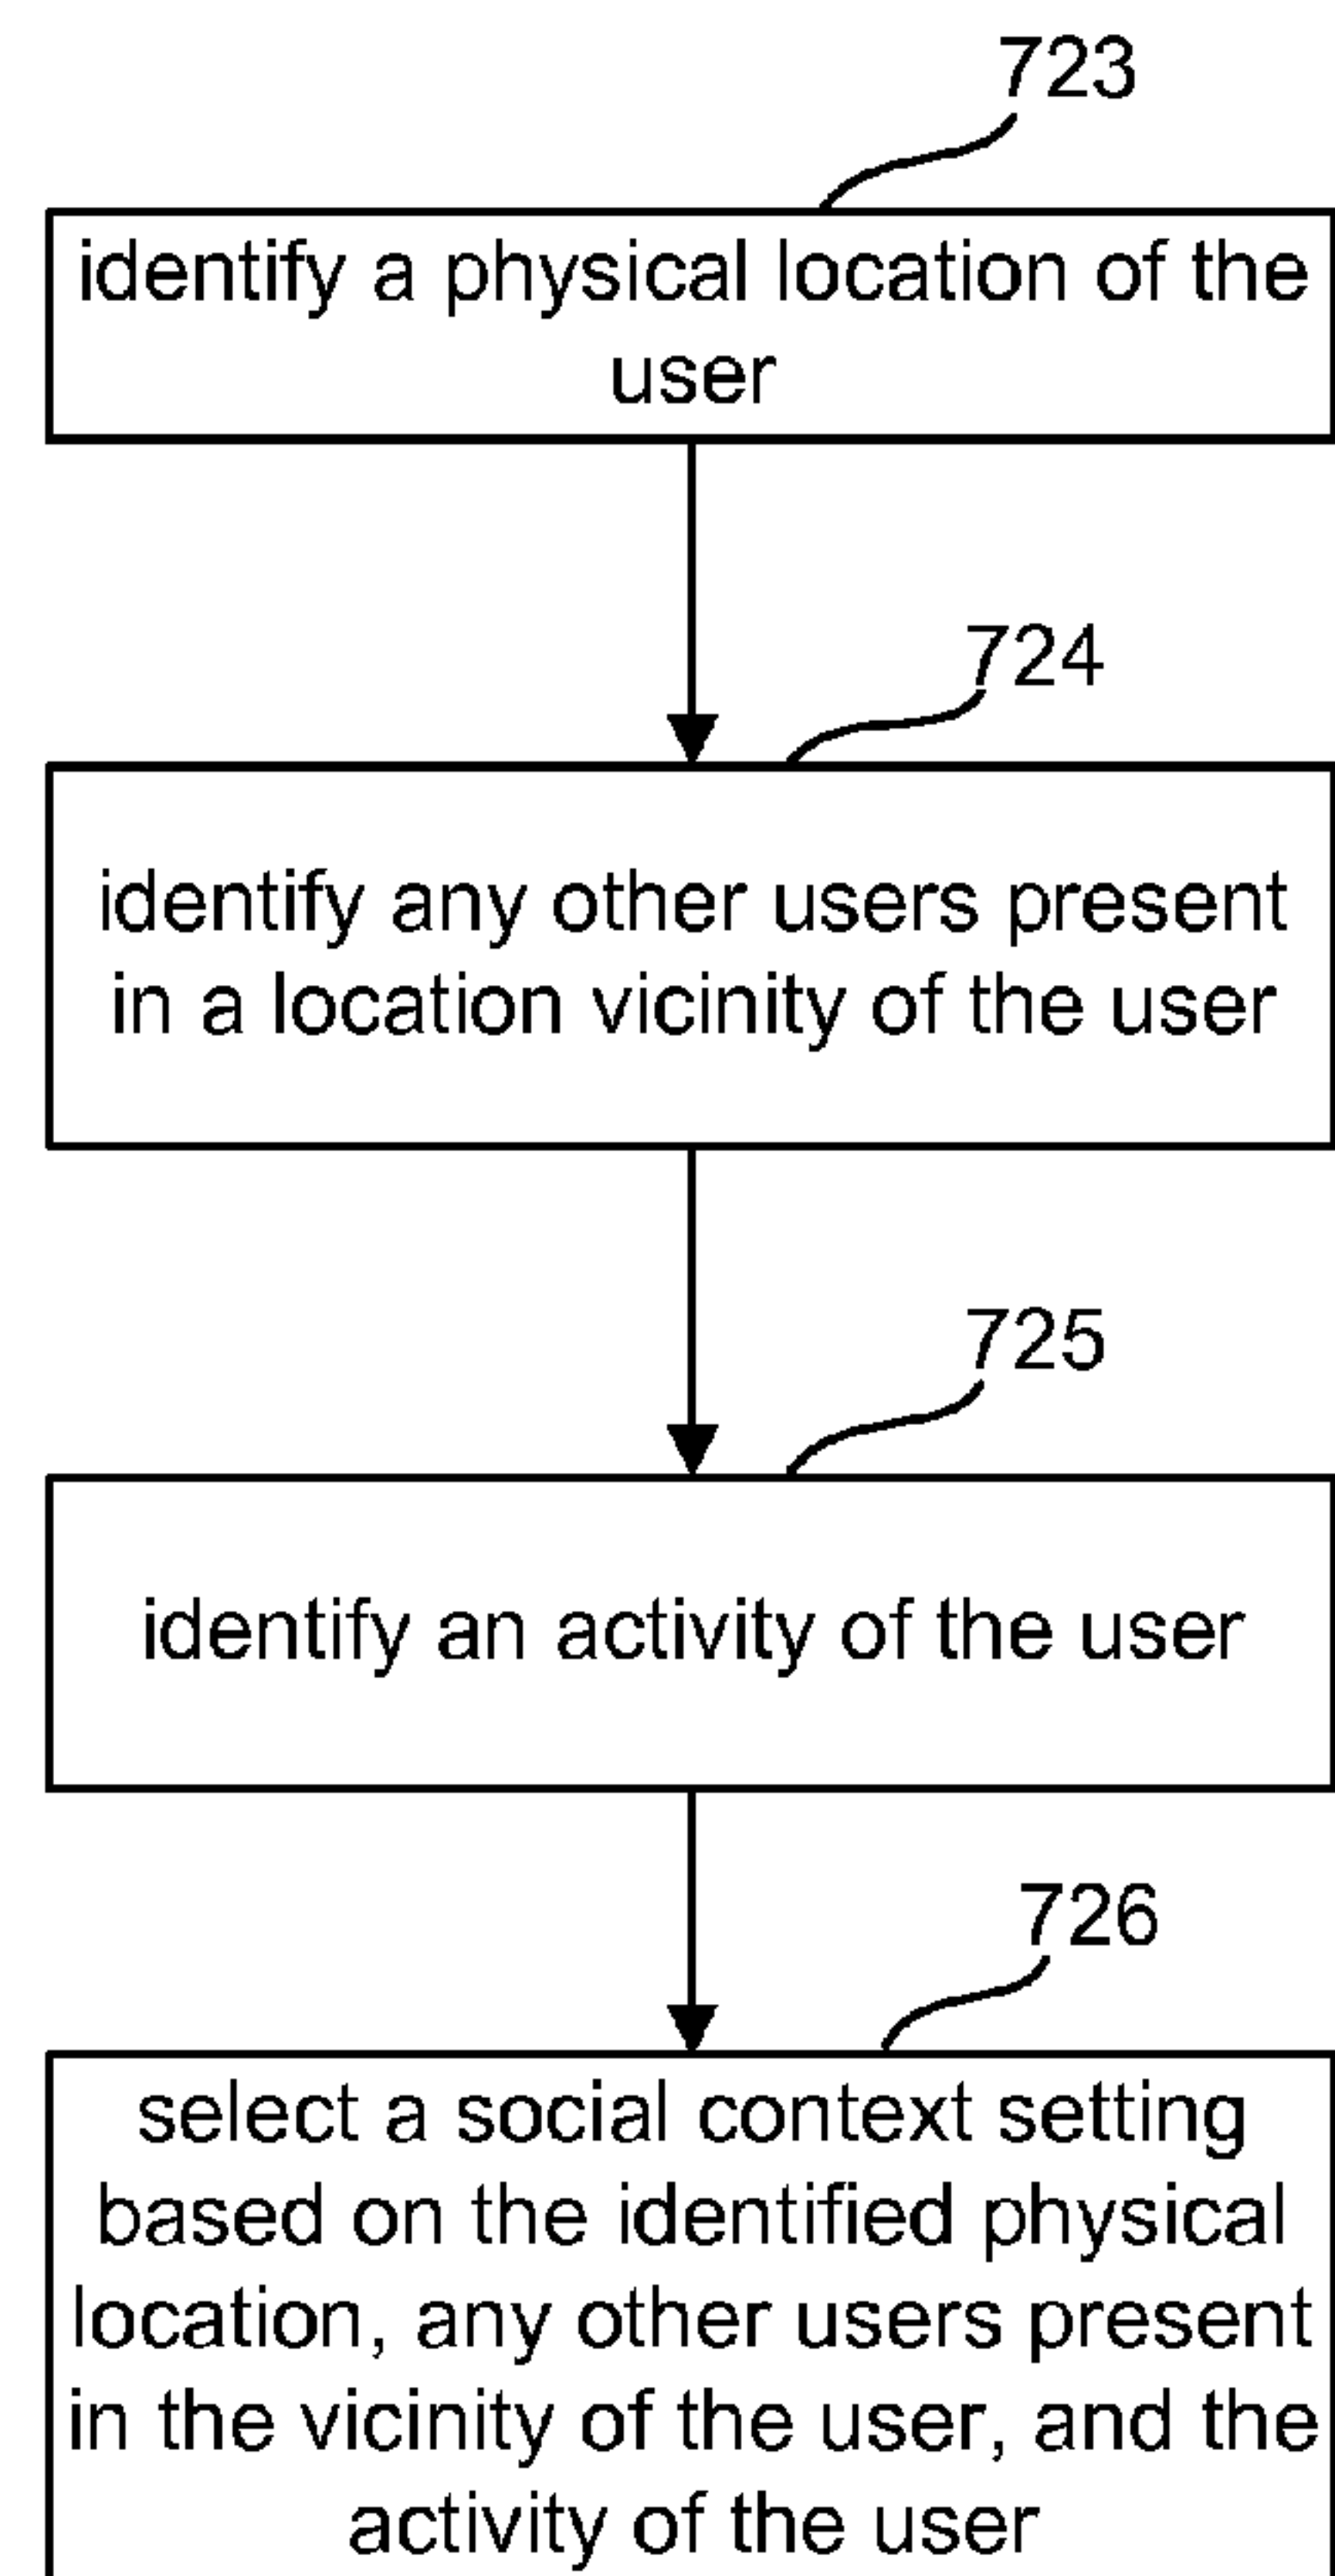 723
identify a physical location of the
user
724
identify any other users present
in a location vicinity of the user
725
identify an activity of the user
726
select a social context setting
based on the identified physical
location, any other users present
in the vicinity of the user, and the
activity of the user